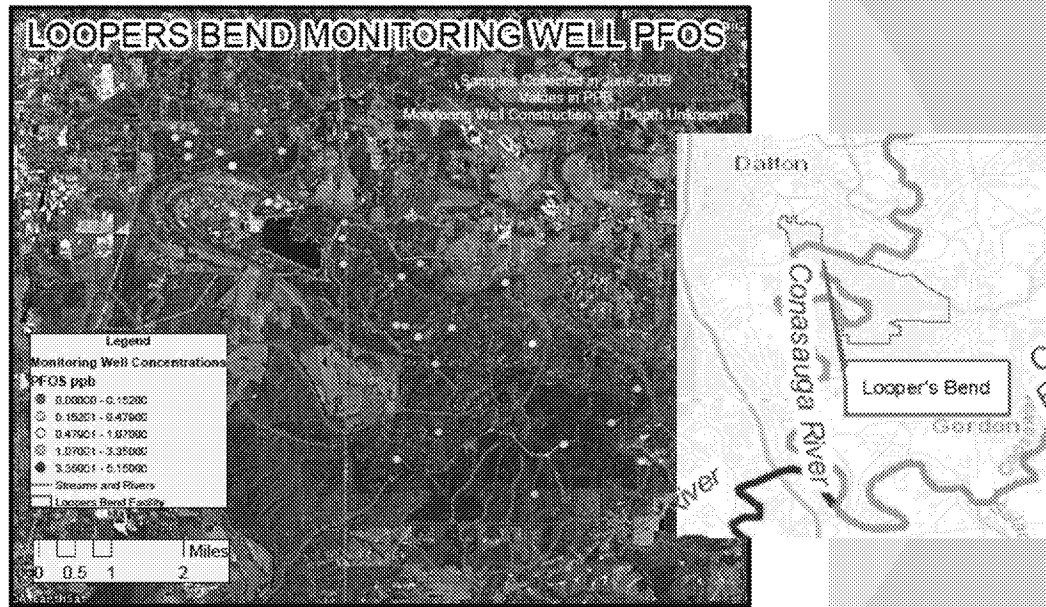 LOOPERS BEND MONITORING WELL PFOS
Samples Collected in June 2009
Values in PPB
Monitoring Well Construction and Depth Unknown
Legend
Monitoring Well Concentrations
PFOS ppb
0.00000 - 0.15200
0.15201 - 0.47900
0.47901 - 1.07000
1.07001 - 3.35000
3.35001 - 5.15000
Streams and Rivers
Loopers Bend Facility
Miles
0 0.5 1 2
Dalton
Conasauga River
Looper's Bend
Gordon
River